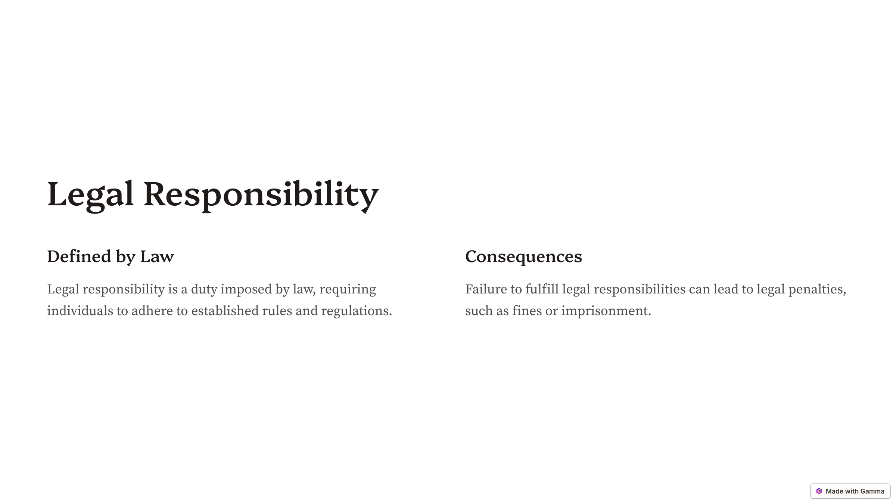 Legal Responsibility
Defined by Law
Legal responsibility is a duty imposed by law, requiring
individuals to adhere to established rules and regulations.
Consequences
Failure to fulfill legal responsibilities can lead to legal penalties,
such as fines or imprisonment.
Made with Gamma